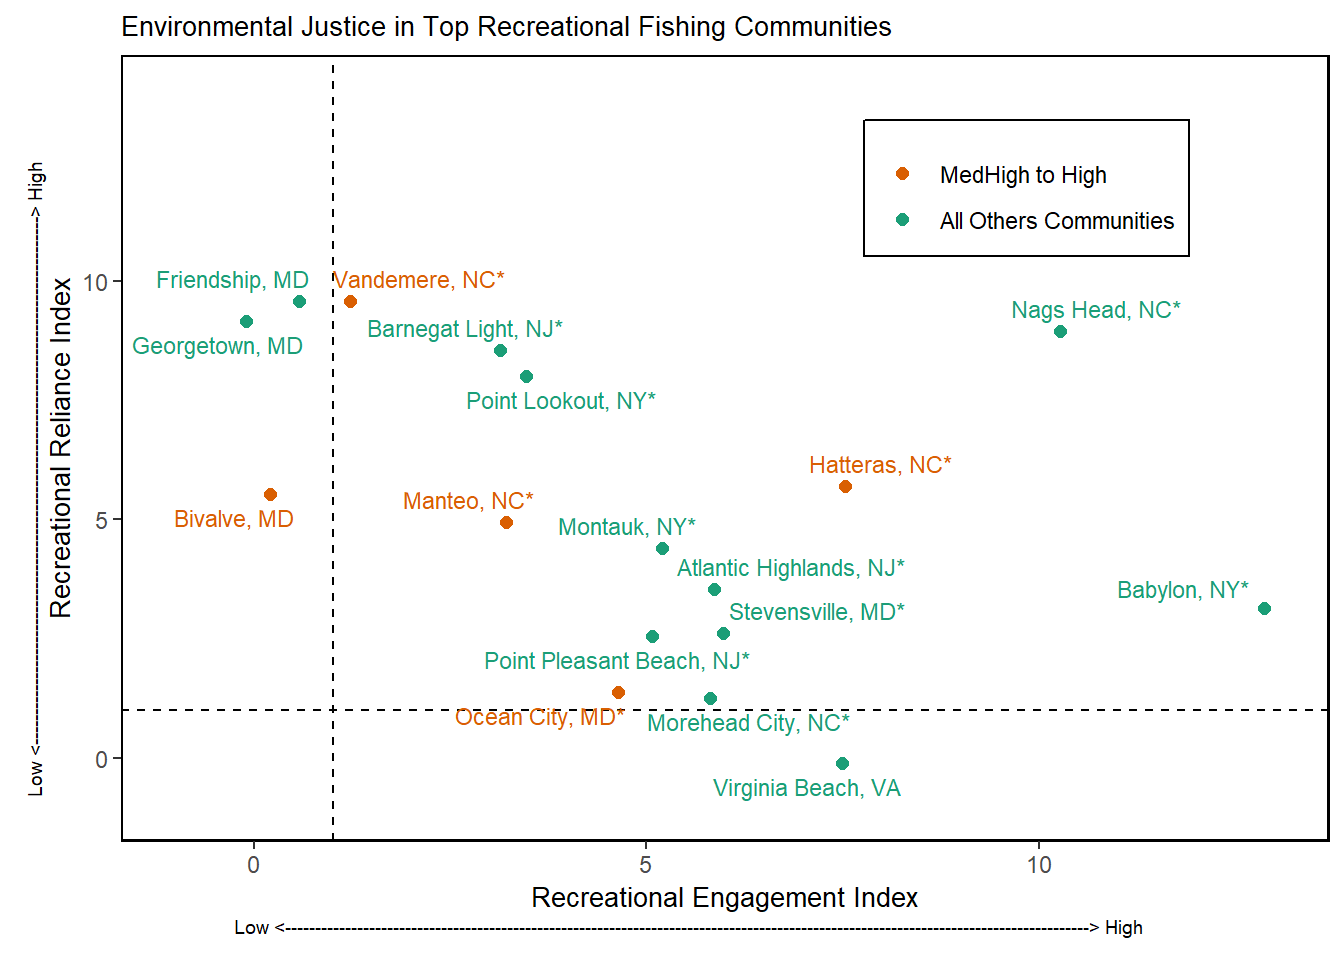 Environmental Justice in Top Recreational Fishing Communities
MedHigh to High
All Others Communities
Friendship, MD
Vandemere, NC*
Georgetown, MD
Barnegat Light, NJ*
Point Lookout, NY*
Nags Head, NC*
Hatteras, NC*
Bivalve, MD
Manteo, NC*
Montauk, NY*
Atlantic Highlands, NJ*
Babylon, NY*
Stevensville, MD*
Point Pleasant Beach, NJ*
Ocean City, MD*
Morehead City, NC*
Virginia Beach, VA
10
5
0
Recreational Reliance Index
Low <----------------------------------------------------------------------------------------> High
0
5
10
Recreational Engagement Index
Low <--------------------------------------------------------------------------------------------------------------------------------------> High